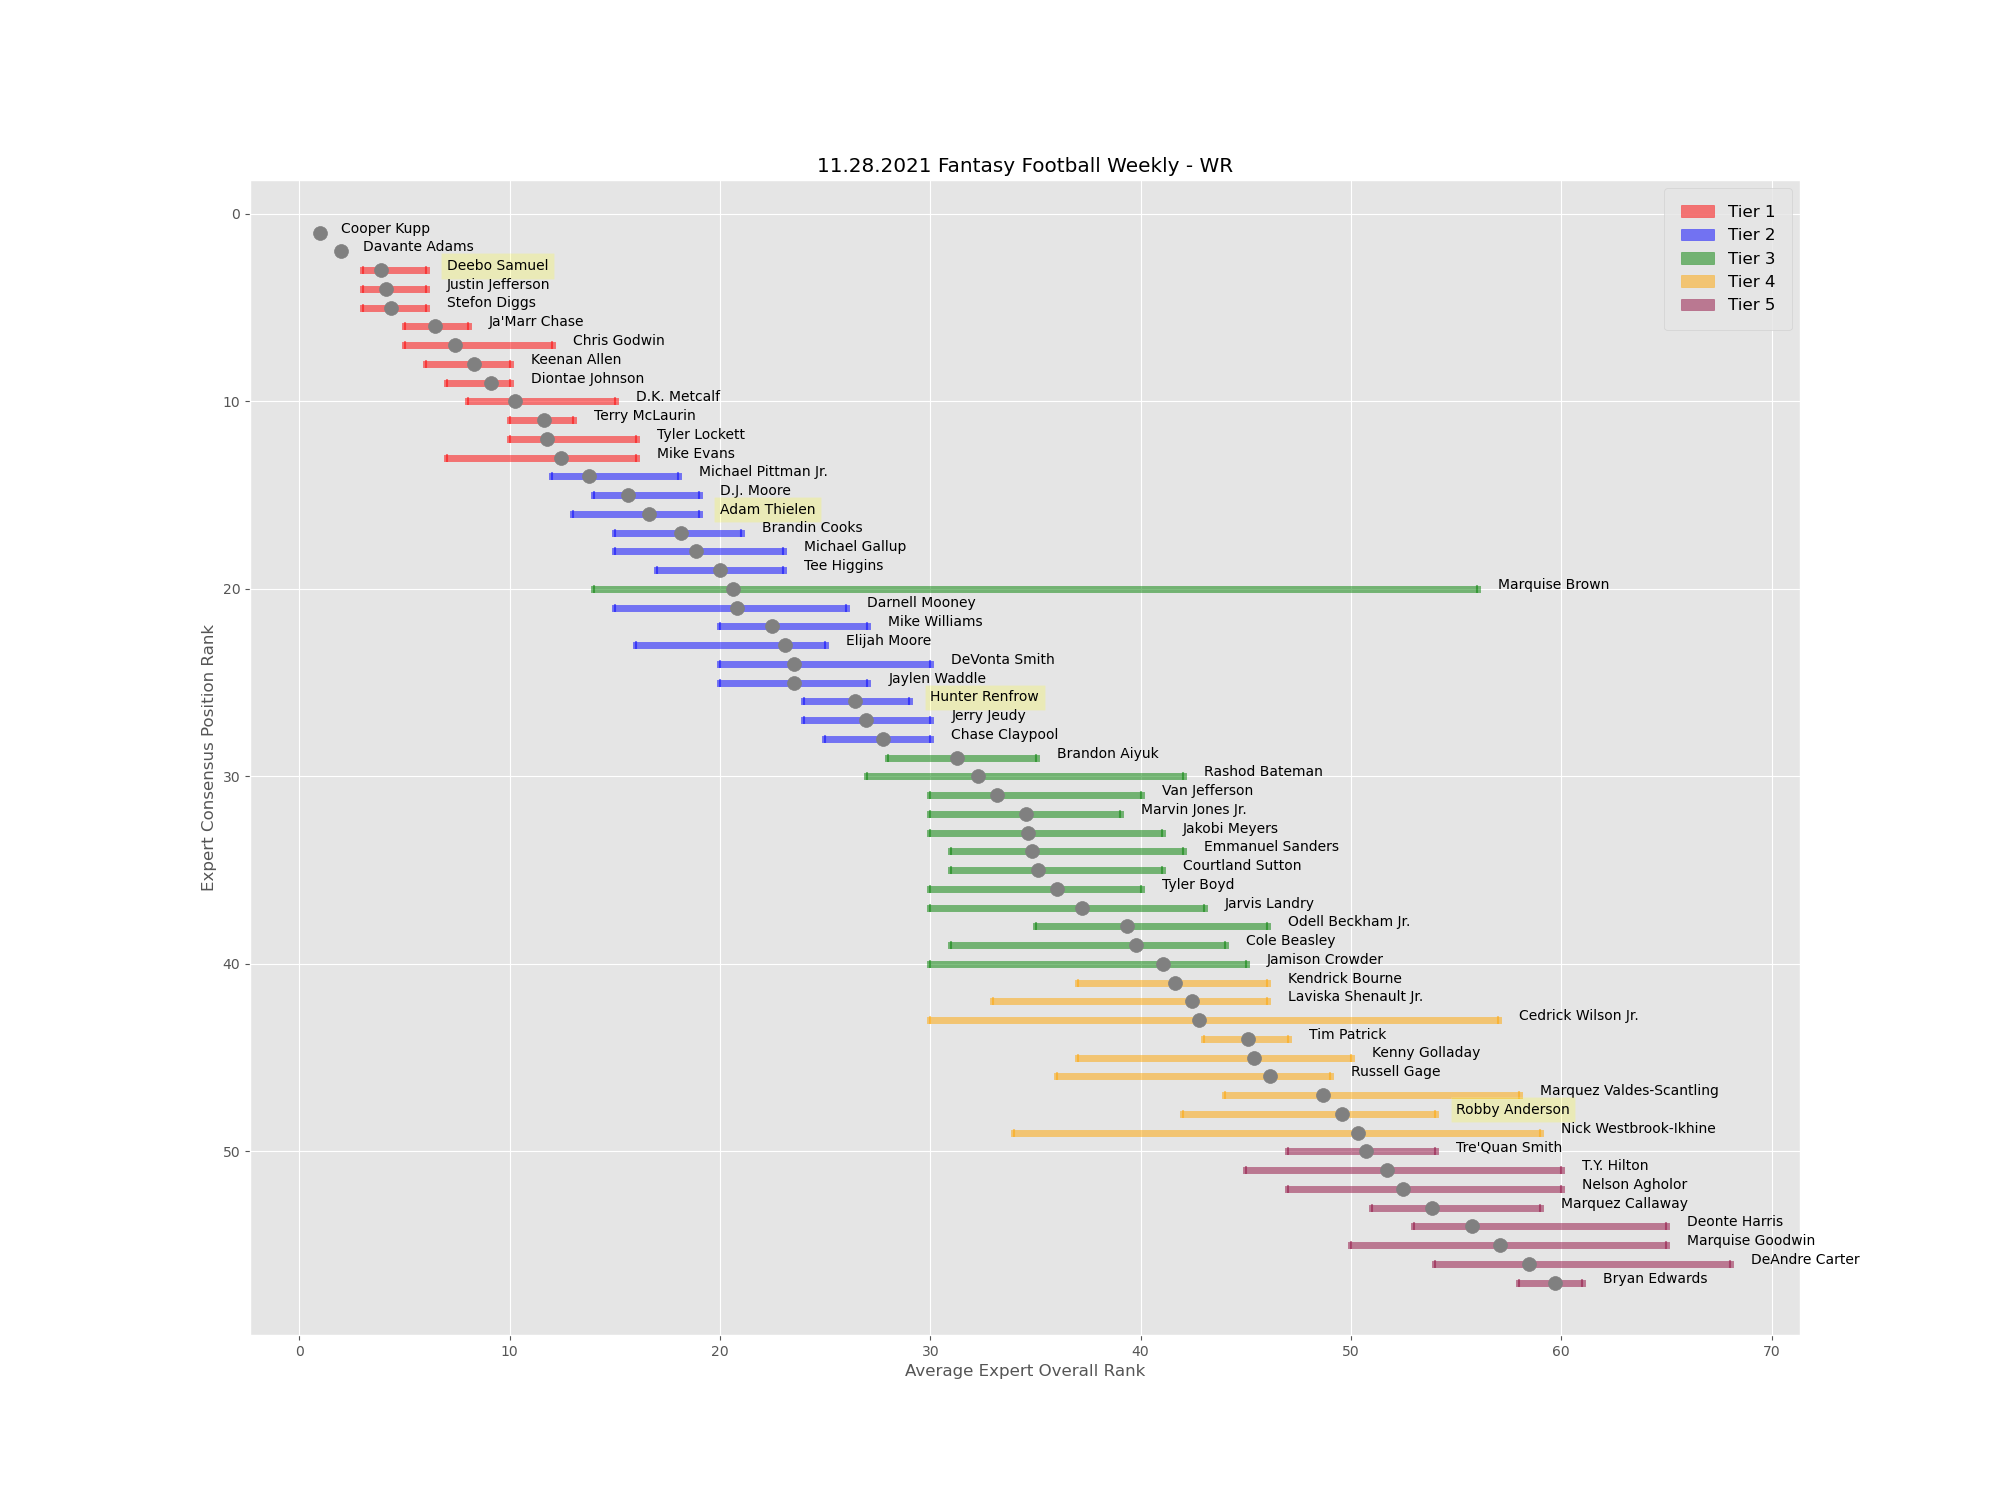 11.28.2021 Fantasy Football Weekly - WR
Tier 1
Tier 2
Tier 3
Tier 4
Tier 5
Expert Consensus Position Rank
0
10
20
30
40
50
Cooper Kupp
Davante Adams
Deebo Samuel
Justin Jefferson
Stefon Diggs
Ja'Marr Chase
Chris Godwin
Keenan Allen
Diontae Johnson
D.K. Metcalf
Terry McLaurin
Tyler Lockett
Mike Evans
Michael Pittman Jr.
D.J. Moore
Adam Thielen
Brandin Cooks
Michael Gallup
Tee Higgins
Marquise Brown
Darnell Mooney
Mike Williams
Elijah Moore
DeVonta Smith
Jaylen Waddle
Hunter Renfrow
Jerry Jeudy
Chase Claypool
Brandon Aiyuk
Rashod Bateman
Van Jefferson
Marvin Jones Jr.
Jakobi Meyers
Emmanuel Sanders
Courtland Sutton
Tyler Boyd
Jarvis Landry
Odell Beckham Jr.
Cole Beasley
Jamison Crowder
Kendrick Bourne
Laviska Shenault Jr.
Cedrick Wilson Jr.
Tim Patrick
Kenny Golladay
Russell Gage
Marquez Valdes-Scantling
Robby Anderson
Nick Westbrook-Ikhine
Tre'Quan Smith
T.Y. Hilton
Nelson Agholor
Marquez Callaway
Deonte Harris
Marquise Goodwin
DeAndre Carter
Bryan Edwards
0 10 20 30 40 50 60 70
Average Expert Overall Rank